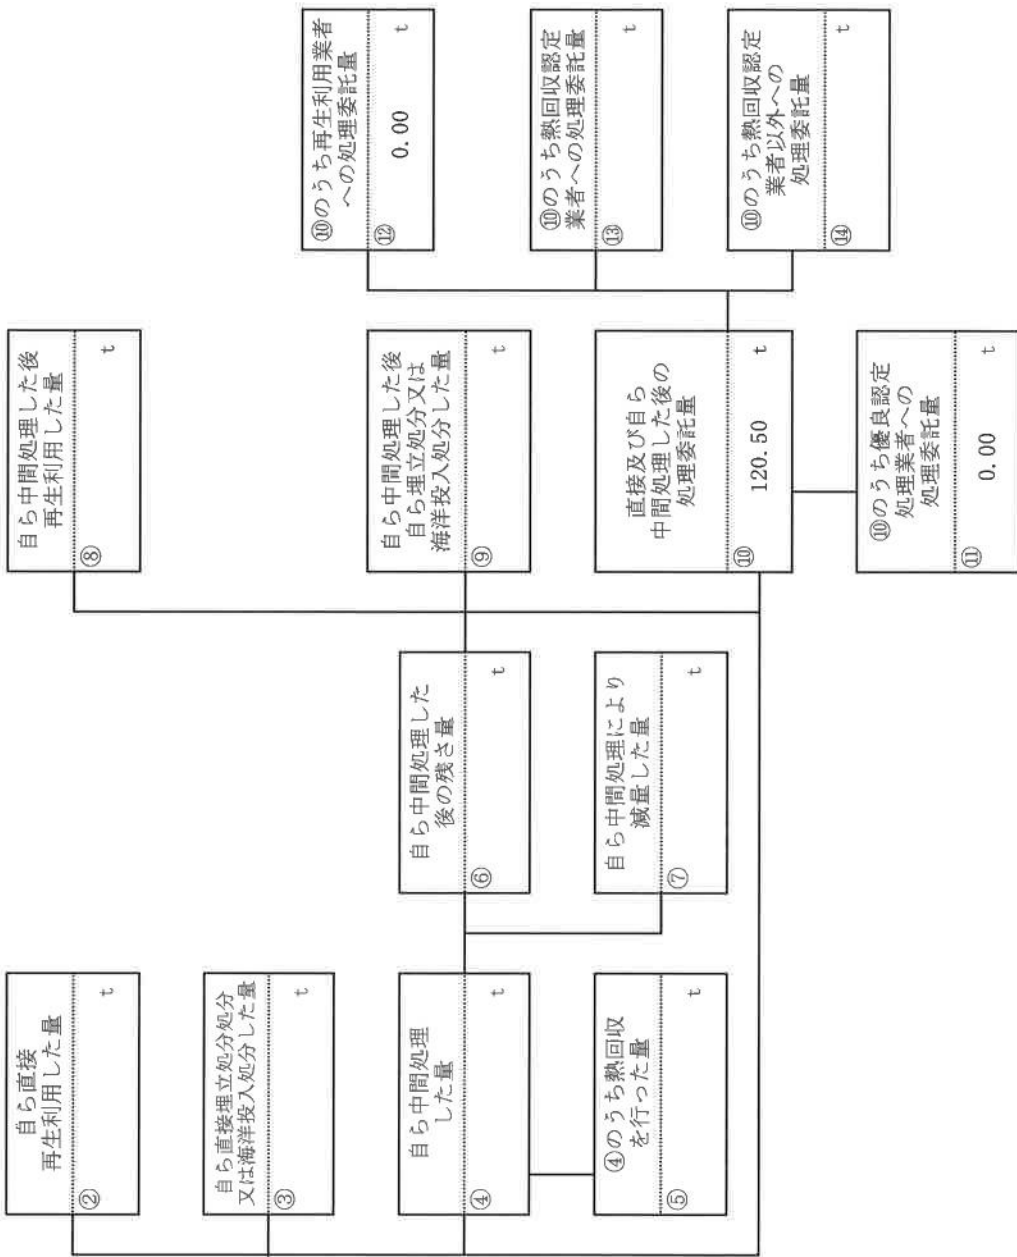 自ら直接
再生利用した量
② t
自ら直接埋立処分処分
又は海洋投入処分した量
③ t
自ら中間処理
した量
④ t
④のうち熱回収
を行った量
⑤ t
自ら中間処理した
後の残さ量
⑥ t
自ら中間処理により
減量した量
⑦ t
自ら中間処理した後
再生利用した量
⑧ t
自ら中間処理した後
自ら埋立処分又は
海洋投入処分した量
⑨ t
直接及び自ら
中間処理した後の
処理委託量
⑩ 120.50 t
⑩のうち優良認定
処理業者への
処理委託量
⑪ 0.00 t
⑩のうち再生利用業者
への処理委託量
⑫ 0.00 t
⑩のうち熱回収認定
業者への処理委託量
⑬ t
⑩のうち熱回収認定
業者以外への
処理委託量
⑭ t